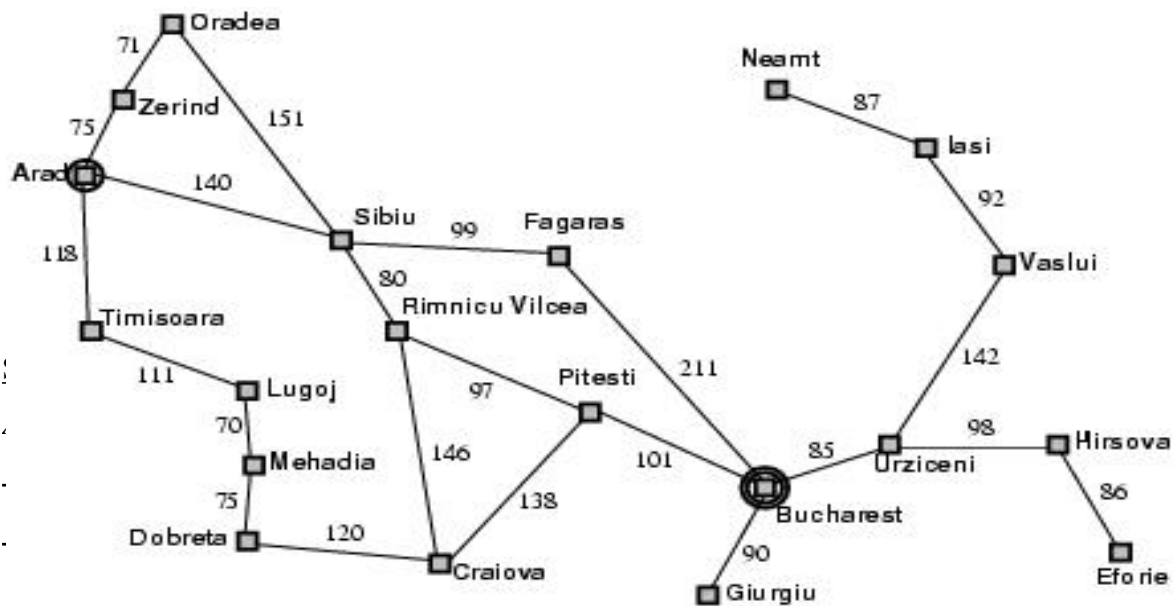 Oradea
71
Neamt
Zerind
87
75
151
Iasi
Arad
140
92
Sibiu
Fagaras
99
118
80
Vaslui
Timisoara
Rimnicu Vilcea
142
111
Lugoj
97
Pitesti
211
70
98
Hirsova
Mehadia
146
101
85
Urziceni
75
138
86
Dobreta
120
Bucharest
Craiova
90
Eforie
Giurgiu